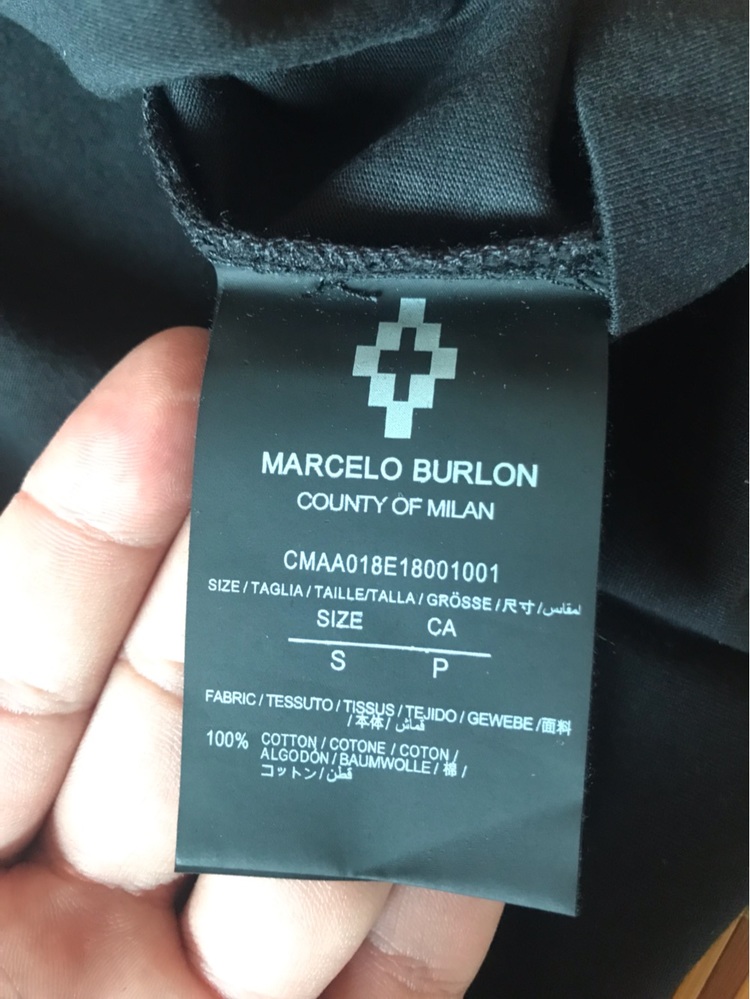 MARCELO BURLON
COUNTY OF MILAN
CMAA018E18001001
SIZE / TAGLIA / TAILLE/TALLA / GRÖSSE /尺寸/مقاس
SIZE CA
S P
FABRIC / TESSUTO / TISSUS / TEJIDO / GEWEBE /面料
/本体/ قماش
100% COTTON / COTONE / COTON /
ALGODÓN / BAUMWOLLE / 棉 /
コットン/قطن